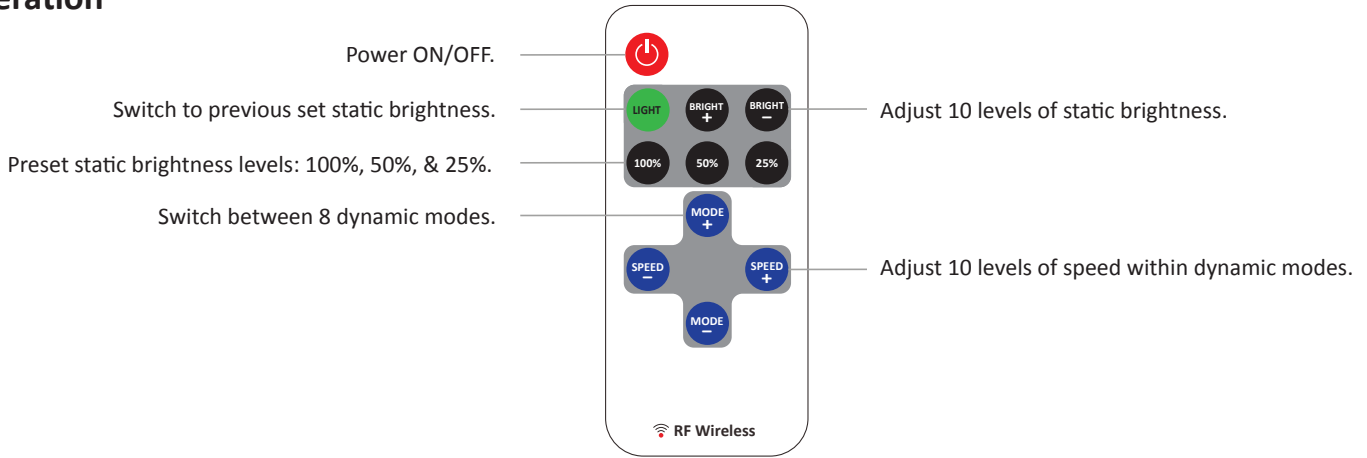 Power ON/OFF.
Switch to previous set static brightness.
LIGHT
BRIGHT
+
BRIGHT
–
Adjust 10 levels of static brightness.
Preset static brightness levels: 100%, 50%, & 25%.
100%
50%
25%
Switch between 8 dynamic modes.
MODE
+
SPEED
–
SPEED
+
Adjust 10 levels of speed within dynamic modes.
MODE
–
RF Wireless